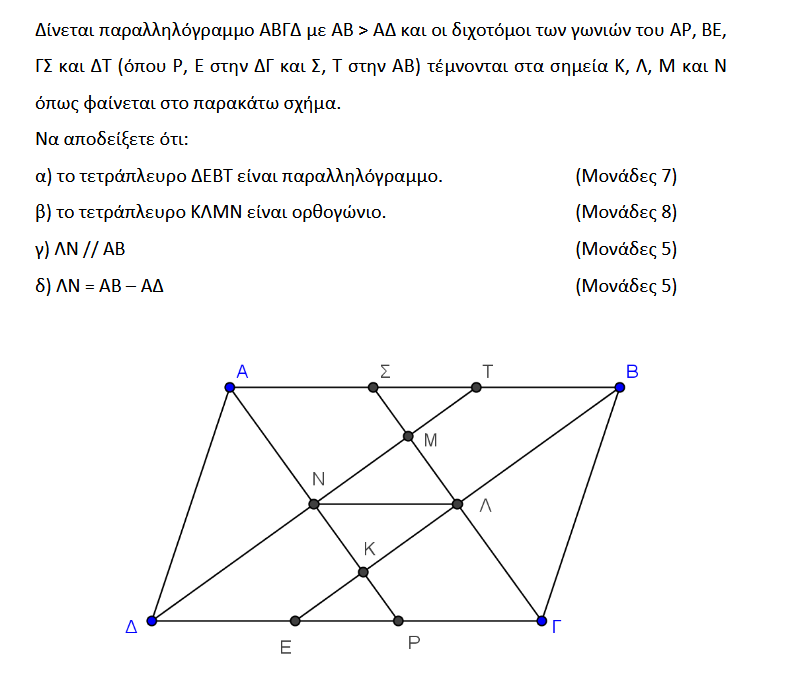 Δίνεται παραλληλόγραμμο ΑΒΓΔ με ΑΒ > ΑΔ και οι διχοτόμοι των γωνιών του ΑΡ, ΒΕ,
ΓΣ και ΔΤ (όπου Ρ, Ε στην ΔΓ και Σ, Τ στην ΑΒ) τέμνονται στα σημεία Κ, Λ, Μ και Ν
όπως φαίνεται στο παρακάτω σχήμα.
Να αποδείξετε ότι:
α) το τετράπλευρο ΔΕΒΤ είναι παραλληλόγραμμο. (Μονάδες 7)
β) το τετράπλευρο ΚΛΜΝ είναι ορθογώνιο. (Μονάδες 8)
γ) ΛΝ // ΑΒ (Μονάδες 5)
δ) ΛΝ = ΑΒ – ΑΔ (Μονάδες 5)
Α Σ Τ Β
Μ
Ν Λ
Κ
Δ Ε Ρ Γ